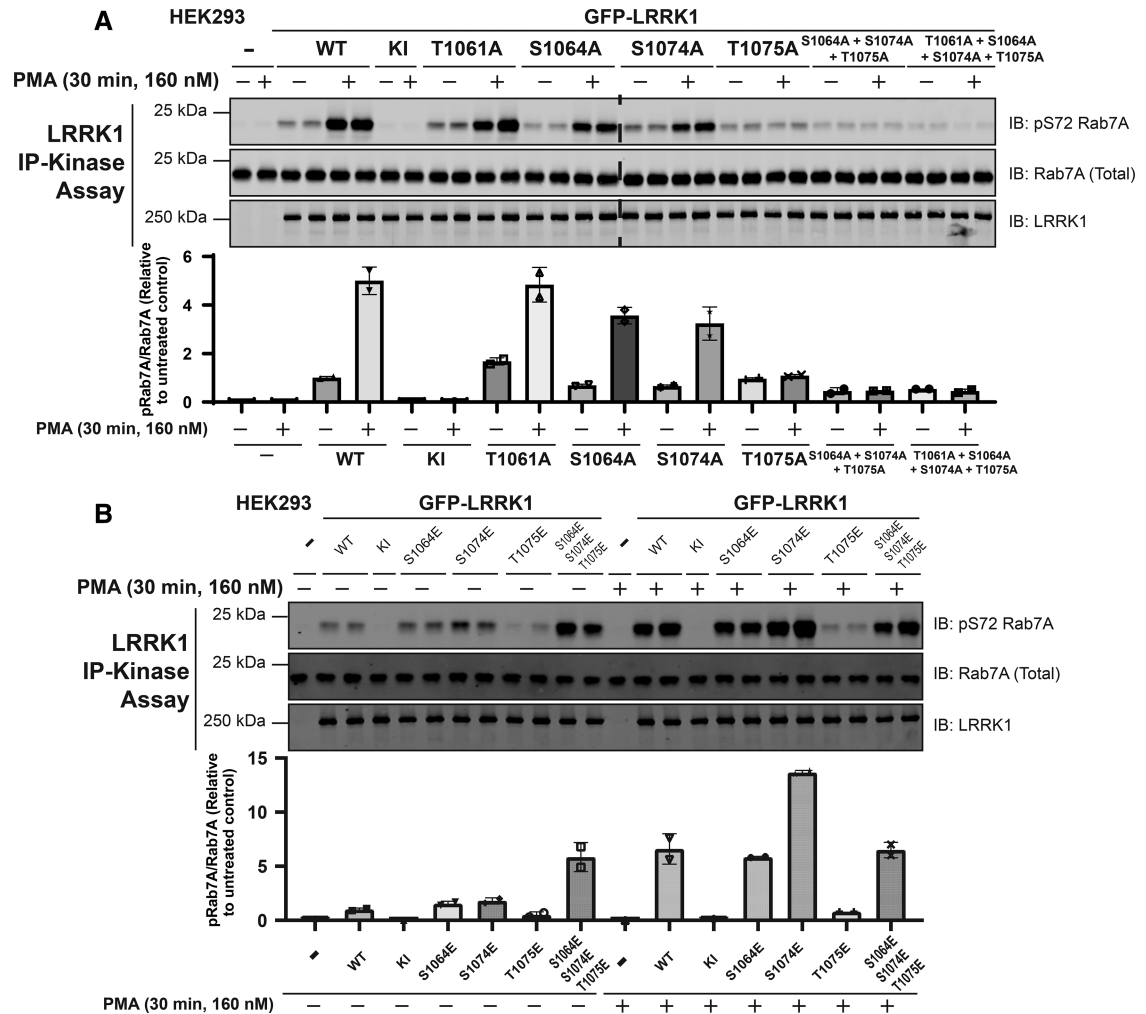 A
HEK293
GFP-LRRK1
– WT KI T1061A S1064A S1074A T1075A S1064A + S1074A + T1075A T1061A + S1064A + S1074A + T1075A
PMA (30 min, 160 nM) – + – + – + – + – + – + – + – + – +
LRRK1
IP-Kinase
Assay
25 kDa
IB: pS72 Rab7A
25 kDa
IB: Rab7A (Total)
250 kDa
IB: LRRK1
pRab7A/Rab7A (Relative
to untreated control)
6
4
2
0
PMA (30 min, 160 nM) – + – + – + – + – + – + – + – + – +
– WT KI T1061A S1064A S1074A T1075A S1064A + S1074A + T1075A T1061A + S1064A + S1074A + T1075A
B
HEK293
GFP-LRRK1 GFP-LRRK1
– WT KI S1064E S1074E T1075E S1064E S1074E T1075E – WT KI S1064E S1074E T1075E S1064E S1074E T1075E
PMA (30 min, 160 nM) – – – – – – – + + + + + + +
LRRK1
IP-Kinase
Assay
25 kDa
IB: pS72 Rab7A
25 kDa
IB: Rab7A (Total)
250 kDa
IB: LRRK1
pRab7A/Rab7A (Relative
to untreated control)
15
10
5
0
– WT KI S1064E S1074E T1075E S1064E S1074E T1075E – WT KI S1064E S1074E T1075E S1064E S1074E T1075E
PMA (30 min, 160 nM) – – – – – – – + + + + + + +